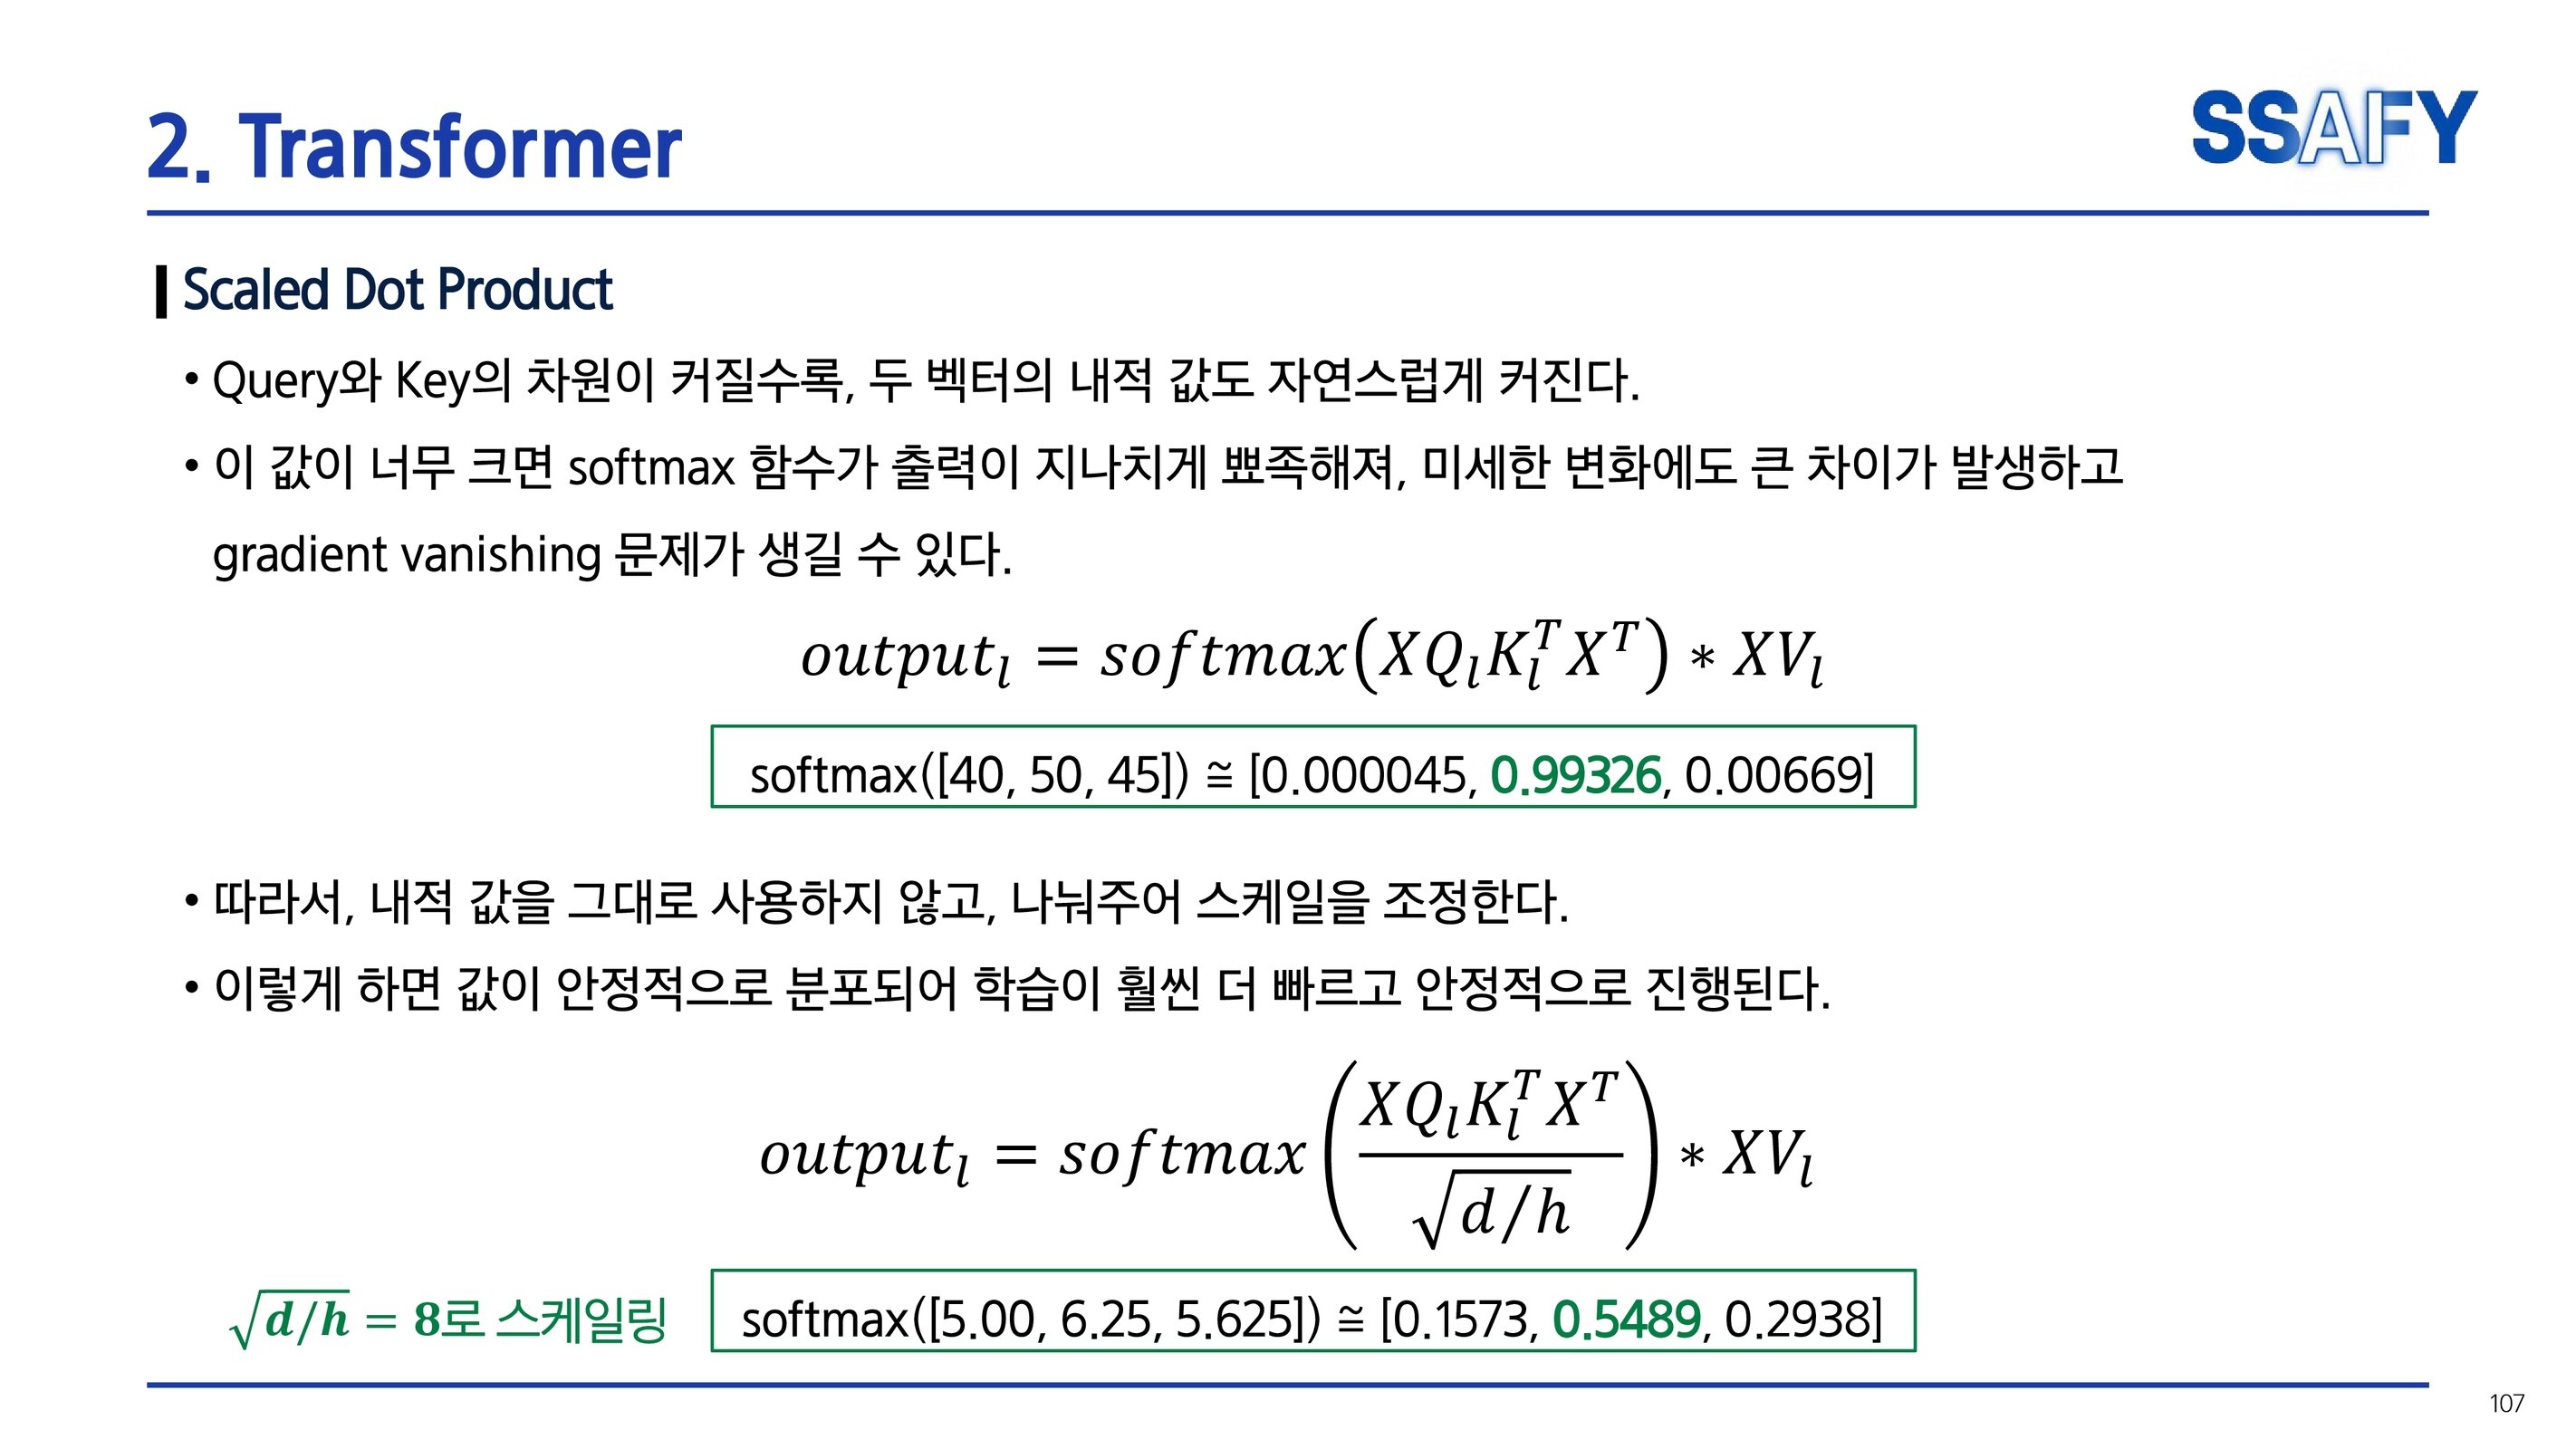 2. Transformer
SSAFY
Scaled Dot Product
• Query와 Key의 차원이 커질수록, 두 벡터의 내적 값도 자연스럽게 커진다.
• 이 값이 너무 크면 softmax 함수가 출력이 지나치게 뾰족해져, 미세한 변화에도 큰 차이가 발생하고
gradient vanishing 문제가 생길 수 있다.
$output_l = softmax(XQ_lK_l^TX^T) * XV_l$
softmax([40, 50, 45]) ≅ [0.000045, 0.99326, 0.00669]
• 따라서, 내적 값을 그대로 사용하지 않고, 나눠주어 스케일을 조정한다.
• 이렇게 하면 값이 안정적으로 분포되어 학습이 훨씬 더 빠르고 안정적으로 진행된다.
$output_l = softmax\left(\frac{XQ_lK_l^TX^T}{\sqrt{d/h}}\right) * XV_l$
$\sqrt{d/h}$ = 8로 스케일링
softmax([5.00, 6.25, 5.625]) ≅ [0.1573, 0.5489, 0.2938]
107